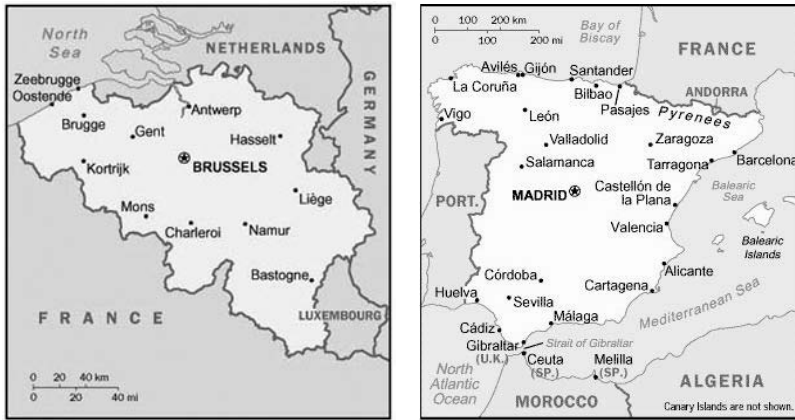 North
Sea
NETHERLANDS
GERMANY
Zeebrugge
Oostende
Antwerp
Brugge
Gent
Hasselt
BRUSSELS
Kortrijk
Liège
Mons
Charleroi
Namur
Bastogne
FRANCE
LUXEMBOURG
0 20 40 km
0 20 40 mi
0 100 200 km
0 100 200 mi
Bay of
Biscay
FRANCE
Avilés Gijón Santander
La Coruña
Bilbao
Pasajes
ANDORRA
Pyrenees
Vigo
León
Valladolid
Zaragoza
Salamanca
Tarragona
Barcelona
MADRID
Castellón de
la Plana
Balearic
Sea
PORT.
Valencia
Balearic
Islands
Córdoba
Alicante
Huelva
Sevilla
Cartagena
Málaga
Mediterranean Sea
Cádiz
Gibraltar
(U.K.)
Strait of Gibraltar
Ceuta
(SP.)
Melilla
(SP.)
North
Atlantic
Ocean
MOROCCO
ALGERIA
Canary Islands are not shown.